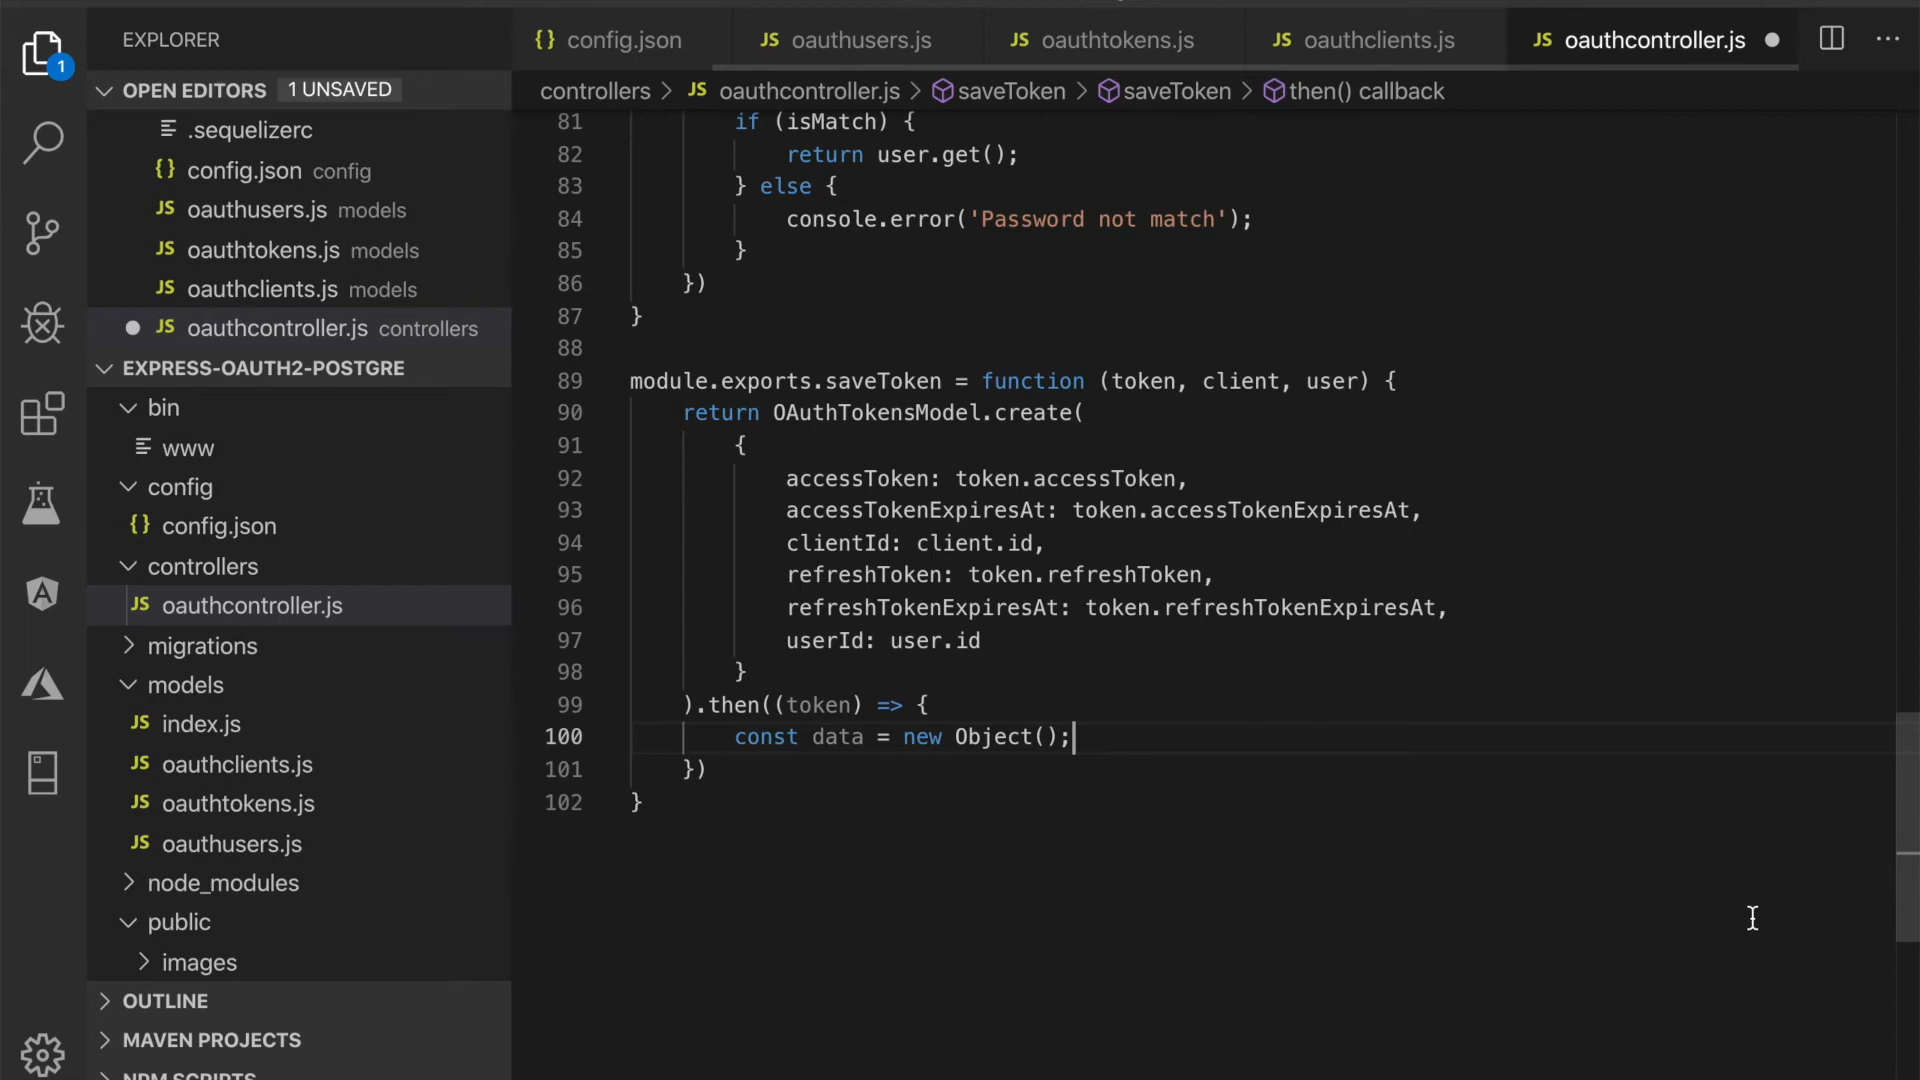 EXPLORER
1
OPEN EDITORS 1 UNSAVED
.sequelizerc
{} config.json config
JS oauthusers.js models
JS oauthtokens.js models
JS oauthclients.js models
JS oauthcontroller.js controllers
EXPRESS-OAUTH2-POSTGRE
bin
www
config
{} config.json
controllers
JS oauthcontroller.js
migrations
models
JS index.js
JS oauthclients.js
JS oauthtokens.js
JS oauthusers.js
node_modules
public
images
OUTLINE
MAVEN PROJECTS
NPM SCRIPTS
{} config.json JS oauthusers.js JS oauthtokens.js JS oauthclients.js JS oauthcontroller.js
controllers > JS oauthcontroller.js > saveToken > saveToken > then() callback
81 if (isMatch) {
82 return user.get();
83 } else {
84 console.error('Password not match');
85 }
86 })
87 }
88
89 module.exports.saveToken = function (token, client, user) {
90 return OAuthTokensModel.create(
91 {
92 accessToken: token.accessToken,
93 accessTokenExpiresAt: token.accessTokenExpiresAt,
94 clientId: client.id,
95 refreshToken: token.refreshToken,
96 refreshTokenExpiresAt: token.refreshTokenExpiresAt,
97 userId: user.id
98 }
99 ).then((token) => {
100 const data = new Object();
101 })
102 }